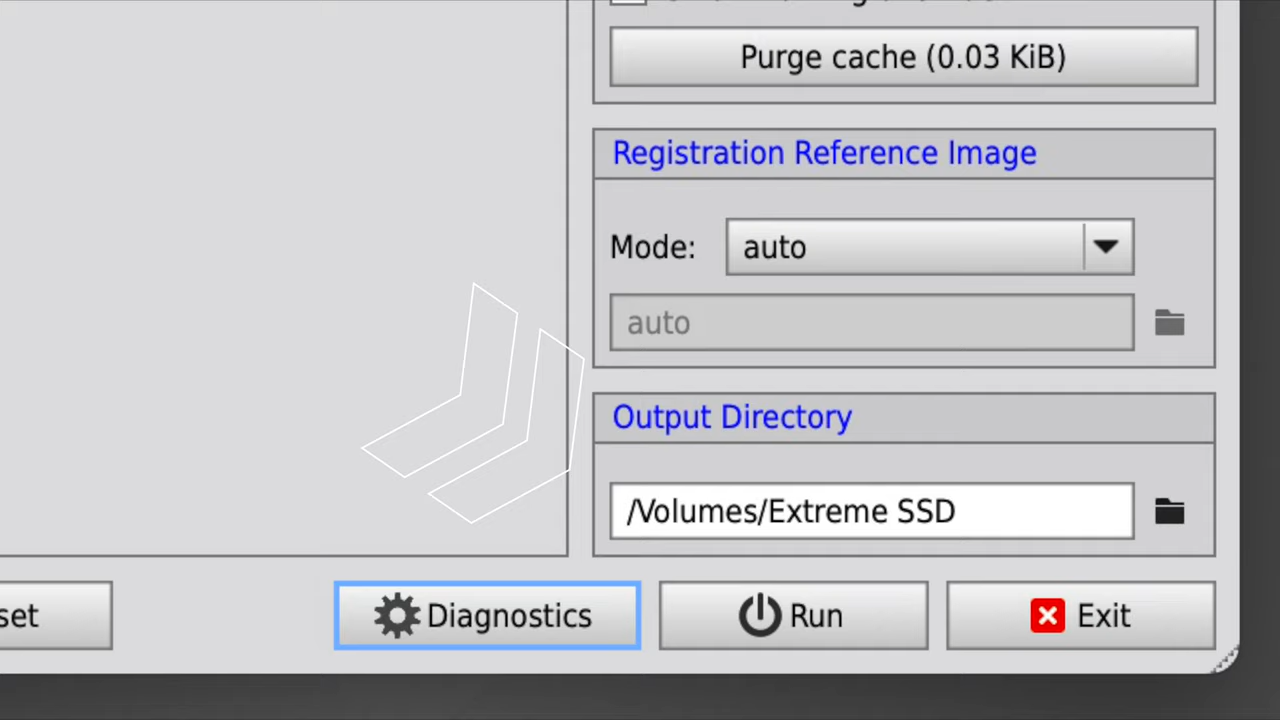 Purge cache (0.03 KiB)
Registration Reference Image
Mode: auto
auto
Output Directory
/Volumes/Extreme SSD
set Diagnostics Run Exit